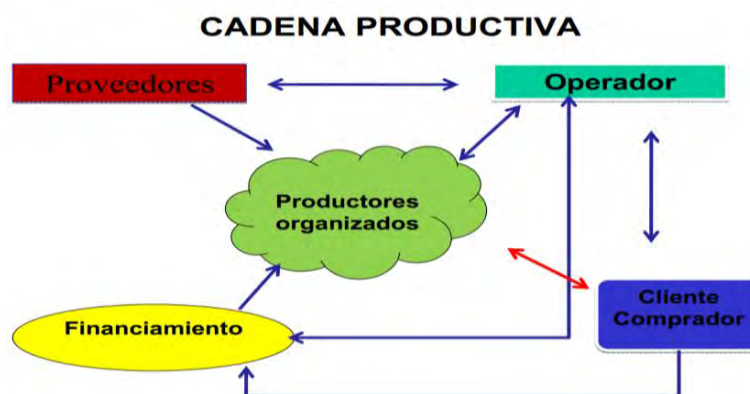 CADENA PRODUCTIVA
Proveedores
Operador
Productores
organizados
Financiamiento
Cliente
Comprador